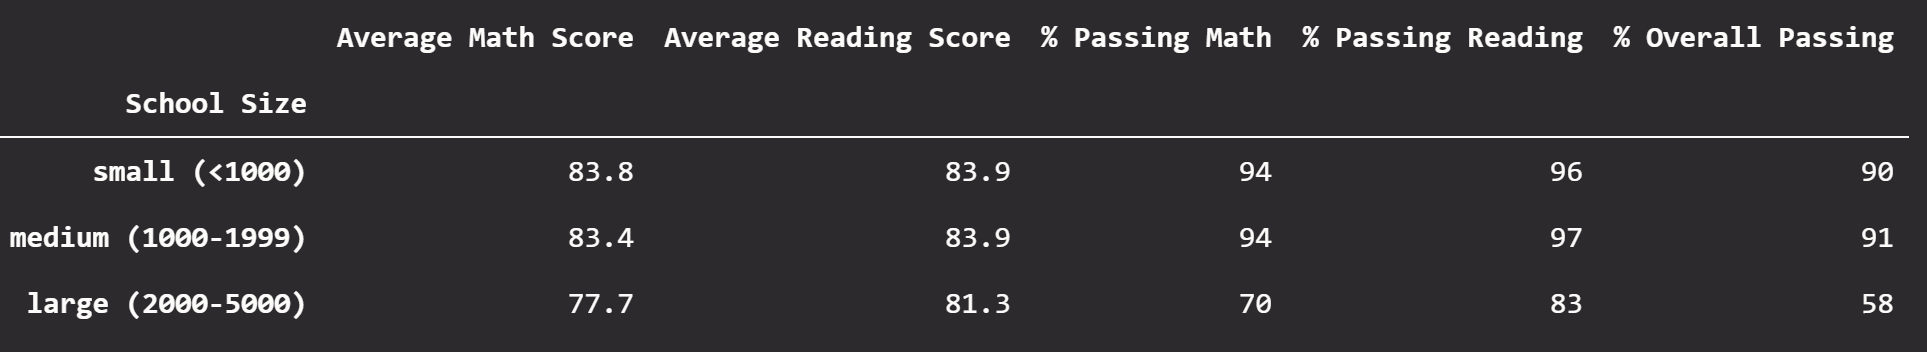 Average Math Score Average Reading Score % Passing Math % Passing Reading % Overall Passing
School Size
small (<1000) 83.8 83.9 94 96 90
medium (1000-1999) 83.4 83.9 94 97 91
large (2000-5000) 77.7 81.3 70 83 58